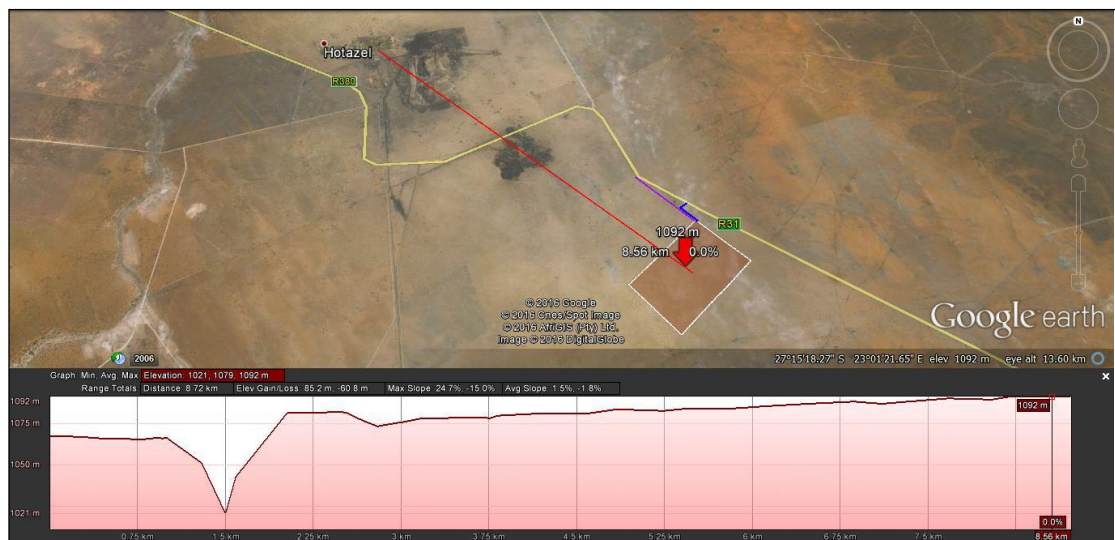 N
Hotazel
R380
R31
1092 m
8.56 km 0.0%
© 2016 Google
© 2016 Cnes/Spot Image
© 2016 AfriGIS (Pty) Ltd.
Image © 2016 DigitalGlobe
Google earth
2006
27°15'18.27" S 23°01'21.65" E elev 1092 m eye alt 13.60 km
Graph: Min, Avg, Max Elevation: 1021, 1079, 1092 m
Range Totals: Distance: 8.72 km Elev Gain/Loss: 85.2 m, -60.8 m Max Slope: 24.7%, -15.0% Avg Slope: 1.5%, -1.8%
1092 m
1075 m
1050 m
1021 m
1092 m
0.0%
0.75 km 1.5 km 2.25 km 3 km 3.75 km 4.5 km 5.25 km 6 km 6.75 km 7.5 km 8.56 km